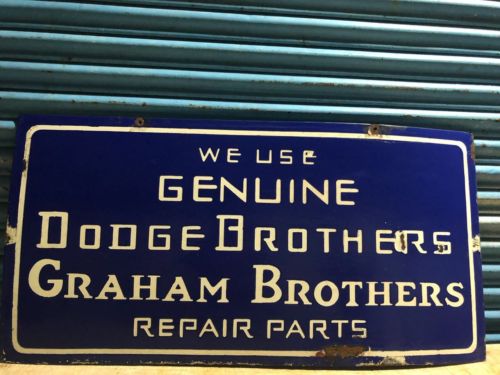 WE USE
GENUINE
DODGE BROTHERS
GRAHAM BROTHERS
REPAIR PARTS